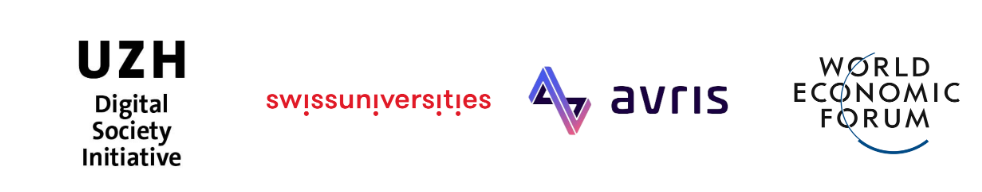 UZH
Digital
Society
Initiative
swissuniversities
avris
WORLD
ECONOMIC
FORUM